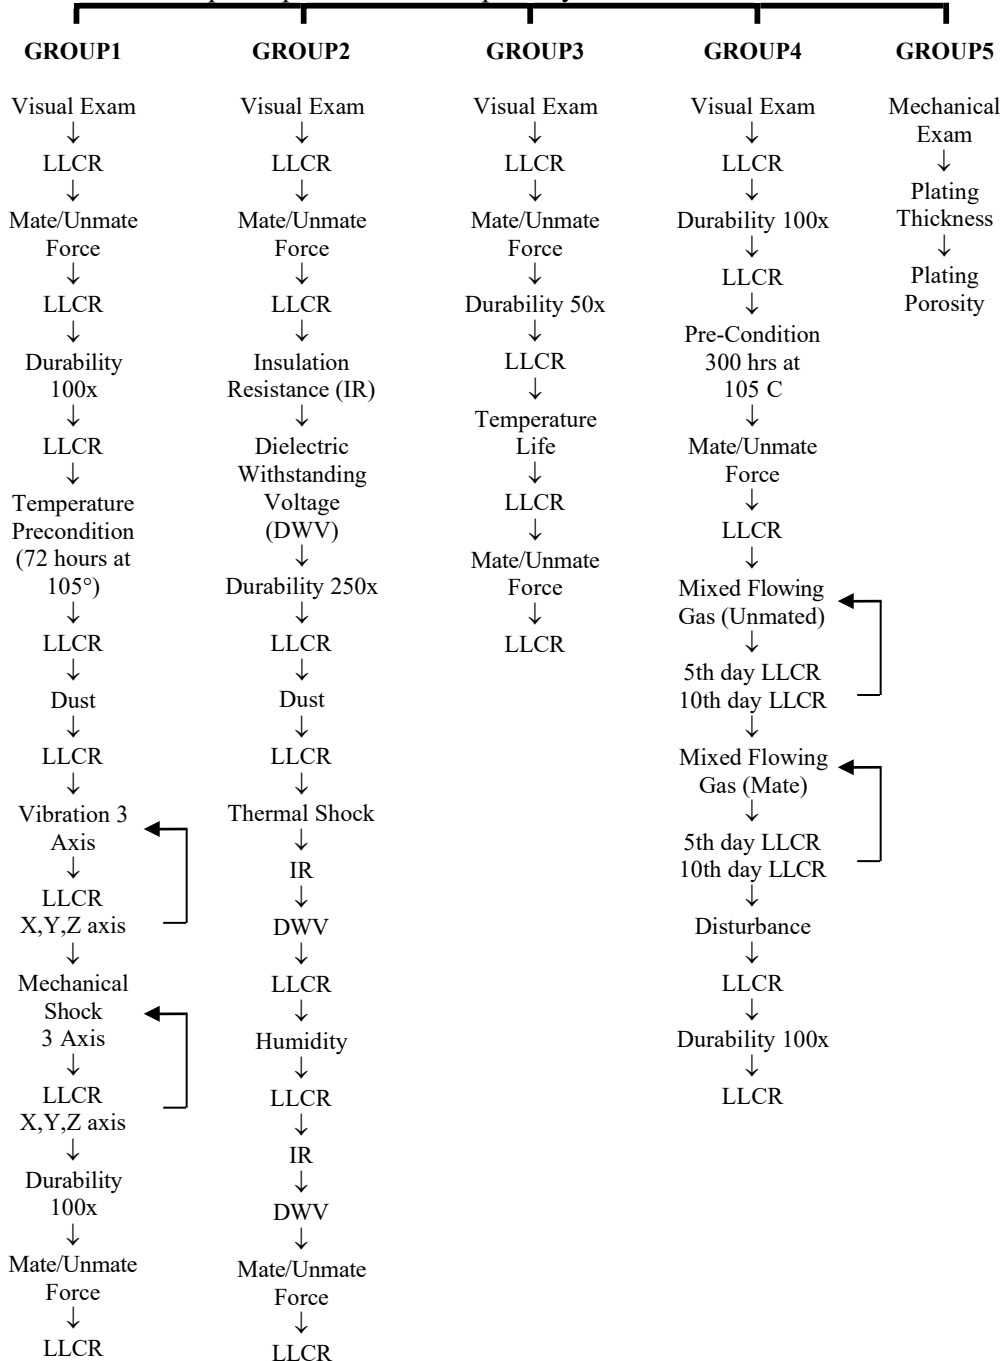 GROUP1
Visual Exam
↓
LLCR
↓
Mate/Unmate
Force
↓
LLCR
↓
Durability
100x
↓
LLCR
↓
Temperature
Precondition
(72 hours at
105°)
↓
LLCR
↓
Dust
↓
LLCR
↓
Vibration 3
Axis
↓
LLCR
X,Y,Z axis
↓
Mechanical
Shock
3 Axis
↓
LLCR
X,Y,Z axis
↓
Durability
100x
↓
Mate/Unmate
Force
↓
LLCR
GROUP2
Visual Exam
↓
LLCR
↓
Mate/Unmate
Force
↓
LLCR
↓
Insulation
Resistance (IR)
↓
Dielectric
Withstanding
Voltage
(DWV)
↓
Durability 250x
↓
LLCR
↓
Dust
↓
LLCR
↓
Thermal Shock
↓
IR
↓
DWV
↓
LLCR
↓
Humidity
↓
LLCR
↓
IR
↓
DWV
↓
Mate/Unmate
Force
↓
LLCR
GROUP3
Visual Exam
↓
LLCR
↓
Mate/Unmate
Force
↓
Durability 50x
↓
LLCR
↓
Temperature
Life
↓
LLCR
↓
Mate/Unmate
Force
↓
LLCR
GROUP4
Visual Exam
↓
LLCR
↓
Durability 100x
↓
LLCR
↓
Pre-Condition
300 hrs at
105 C
↓
Mate/Unmate
Force
↓
LLCR
↓
Mixed Flowing
Gas (Unmated)
↓
5th day LLCR
10th day LLCR
↓
Mixed Flowing
Gas (Mate)
↓
5th day LLCR
10th day LLCR
↓
Disturbance
↓
LLCR
↓
Durability 100x
↓
LLCR
GROUP5
Mechanical
Exam
↓
Plating
Thickness
↓
Plating
Porosity